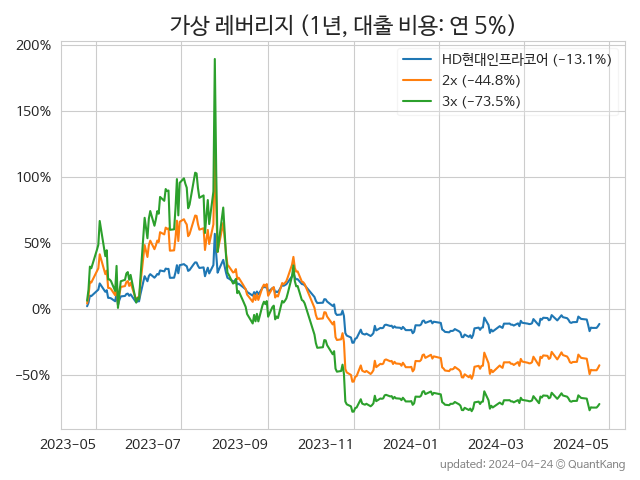 가상 레버리지 (1년, 대출 비용: 연 5%)
200%
150%
100%
50%
0%
−50%
HD현대인프라코어 (−13.1%)
2x (−44.8%)
3x (−73.5%)
2023−05 2023−07 2023−09 2023−11 2024−01 2024−03 2024−05
updated: 2024−04−24 © QuantKang